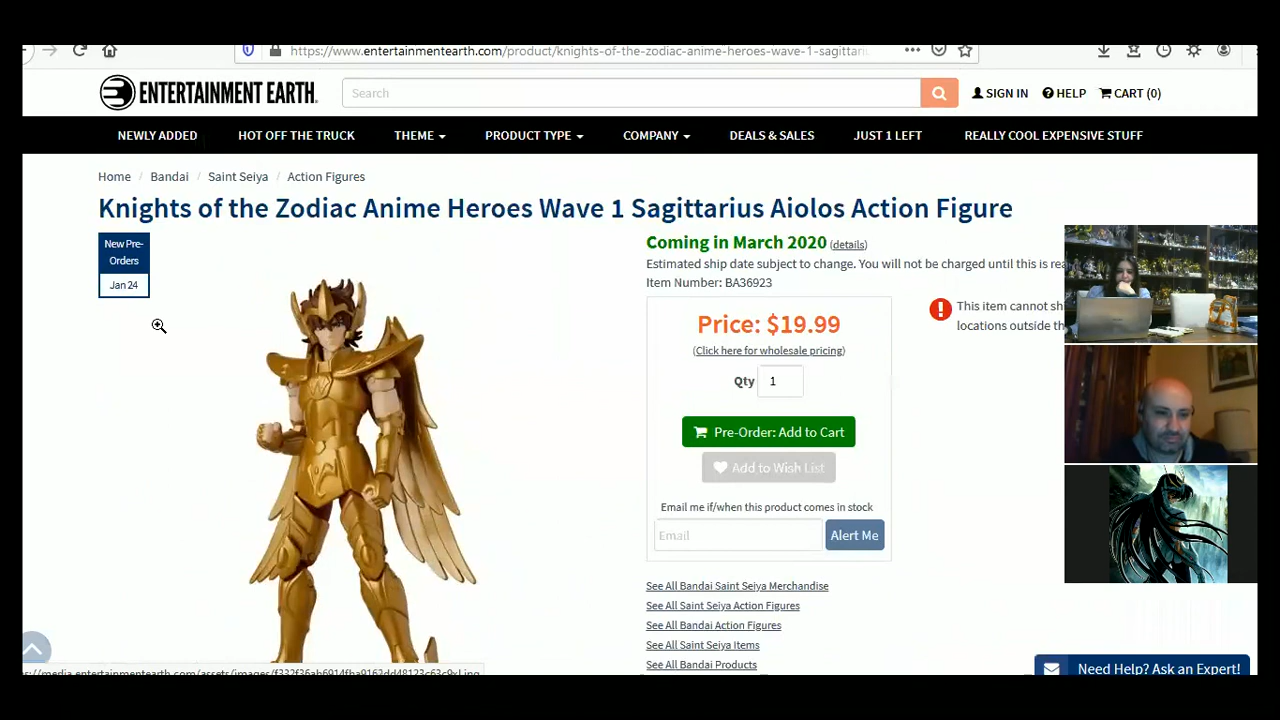 https://www.entertainmentearth.com/product/knights-of-the-zodiac-anime-heroes-wave-1-sagittari
ENTERTAINMENT EARTH
Search
SIGN IN
HELP
CART (0)
NEWLY ADDED
HOT OFF THE TRUCK
THEME
PRODUCT TYPE
COMPANY
DEALS & SALES
JUST 1 LEFT
REALLY COOL EXPENSIVE STUFF
Home / Bandai / Saint Seiya / Action Figures
Knights of the Zodiac Anime Heroes Wave 1 Sagittarius Aiolos Action Figure
New Pre-
Orders
Jan 24
Coming in March 2020 (details)
Estimated ship date subject to change. You will not be charged until this is rea
Item Number: BA36923
Price: $19.99
(Click here for wholesale pricing)
Qty 1
Pre-Order: Add to Cart
Add to Wish List
Email me if/when this product comes in stock
Email
Alert Me
This item cannot sh
locations outside th
See All Bandai Saint Seiya Merchandise
See All Saint Seiya Action Figures
See All Bandai Action Figures
See All Saint Seiya Items
See All Bandai Products
Need Help? Ask an Expert!